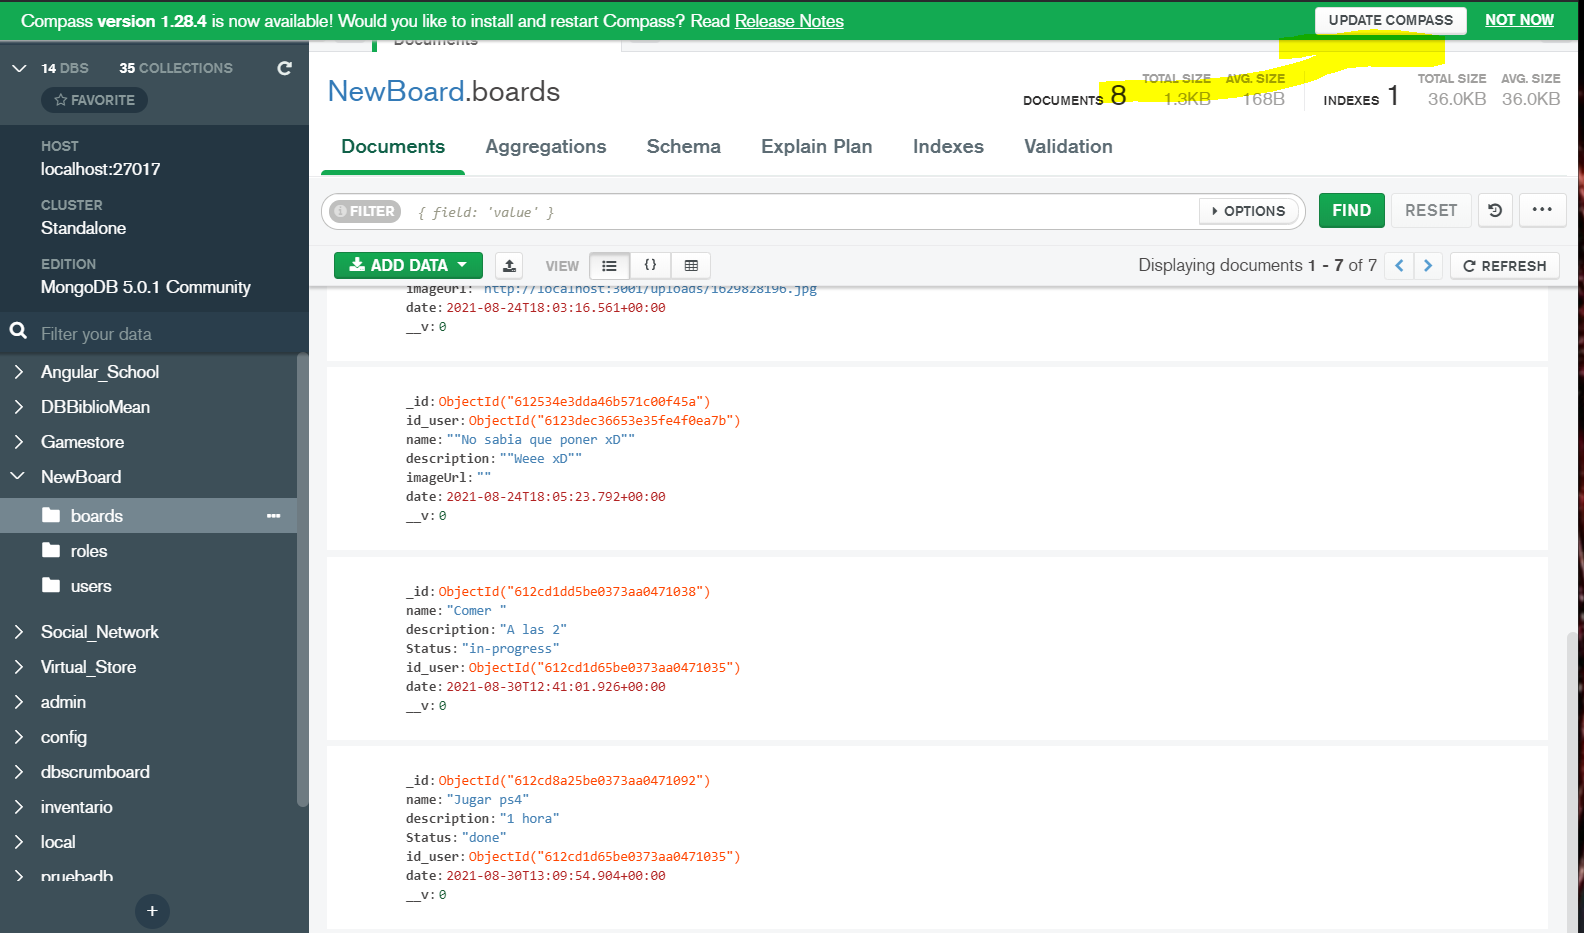 Compass version 1.28.4 is now available! Would you like to install and restart Compass? Read Release Notes
UPDATE COMPASS
NOT NOW
14 DBS
35 COLLECTIONS
FAVORITE
HOST
localhost:27017
CLUSTER
Standalone
EDITION
MongoDB 5.0.1 Community
Filter your data
Angular_School
DBBiblioMean
Gamestore
NewBoard
boards
roles
users
Social_Network
Virtual_Store
admin
config
dbscrumboard
inventario
local
pruebadb
+
Documents
NewBoard.boards
DOCUMENTS 8
TOTAL SIZE
1.3KB
AVG. SIZE
168B
INDEXES 1
TOTAL SIZE
36.0KB
AVG. SIZE
36.0KB
Documents
Aggregations
Schema
Explain Plan
Indexes
Validation
FILTER
{ field: 'value' }
OPTIONS
FIND
RESET
ADD DATA
VIEW
{}
Displaying documents 1 - 7 of 7
REFRESH
imageUrl: "http://localhost:3001/uploads/1629828196.jpg
date: 2021-08-24T18:03:16.561+00:00
__v: 0
_id: ObjectId("612534e3dda46b571c00f45a")
id_user: ObjectId("6123dec36653e35fe4f0ea7b")
name: ""No sabia que poner xD""
description: ""Weee xD""
imageUrl: ""
date: 2021-08-24T18:05:23.792+00:00
__v: 0
_id: ObjectId("612cd1dd5be0373aa0471038")
name: "Comer "
description: "A las 2"
Status: "in-progress"
id_user: ObjectId("612cd1d65be0373aa0471035")
date: 2021-08-30T12:41:01.926+00:00
__v: 0
_id: ObjectId("612cd8a25be0373aa0471092")
name: "Jugar ps4"
description: "1 hora"
Status: "done"
id_user: ObjectId("612cd1d65be0373aa0471035")
date: 2021-08-30T13:09:54.904+00:00
__v: 0